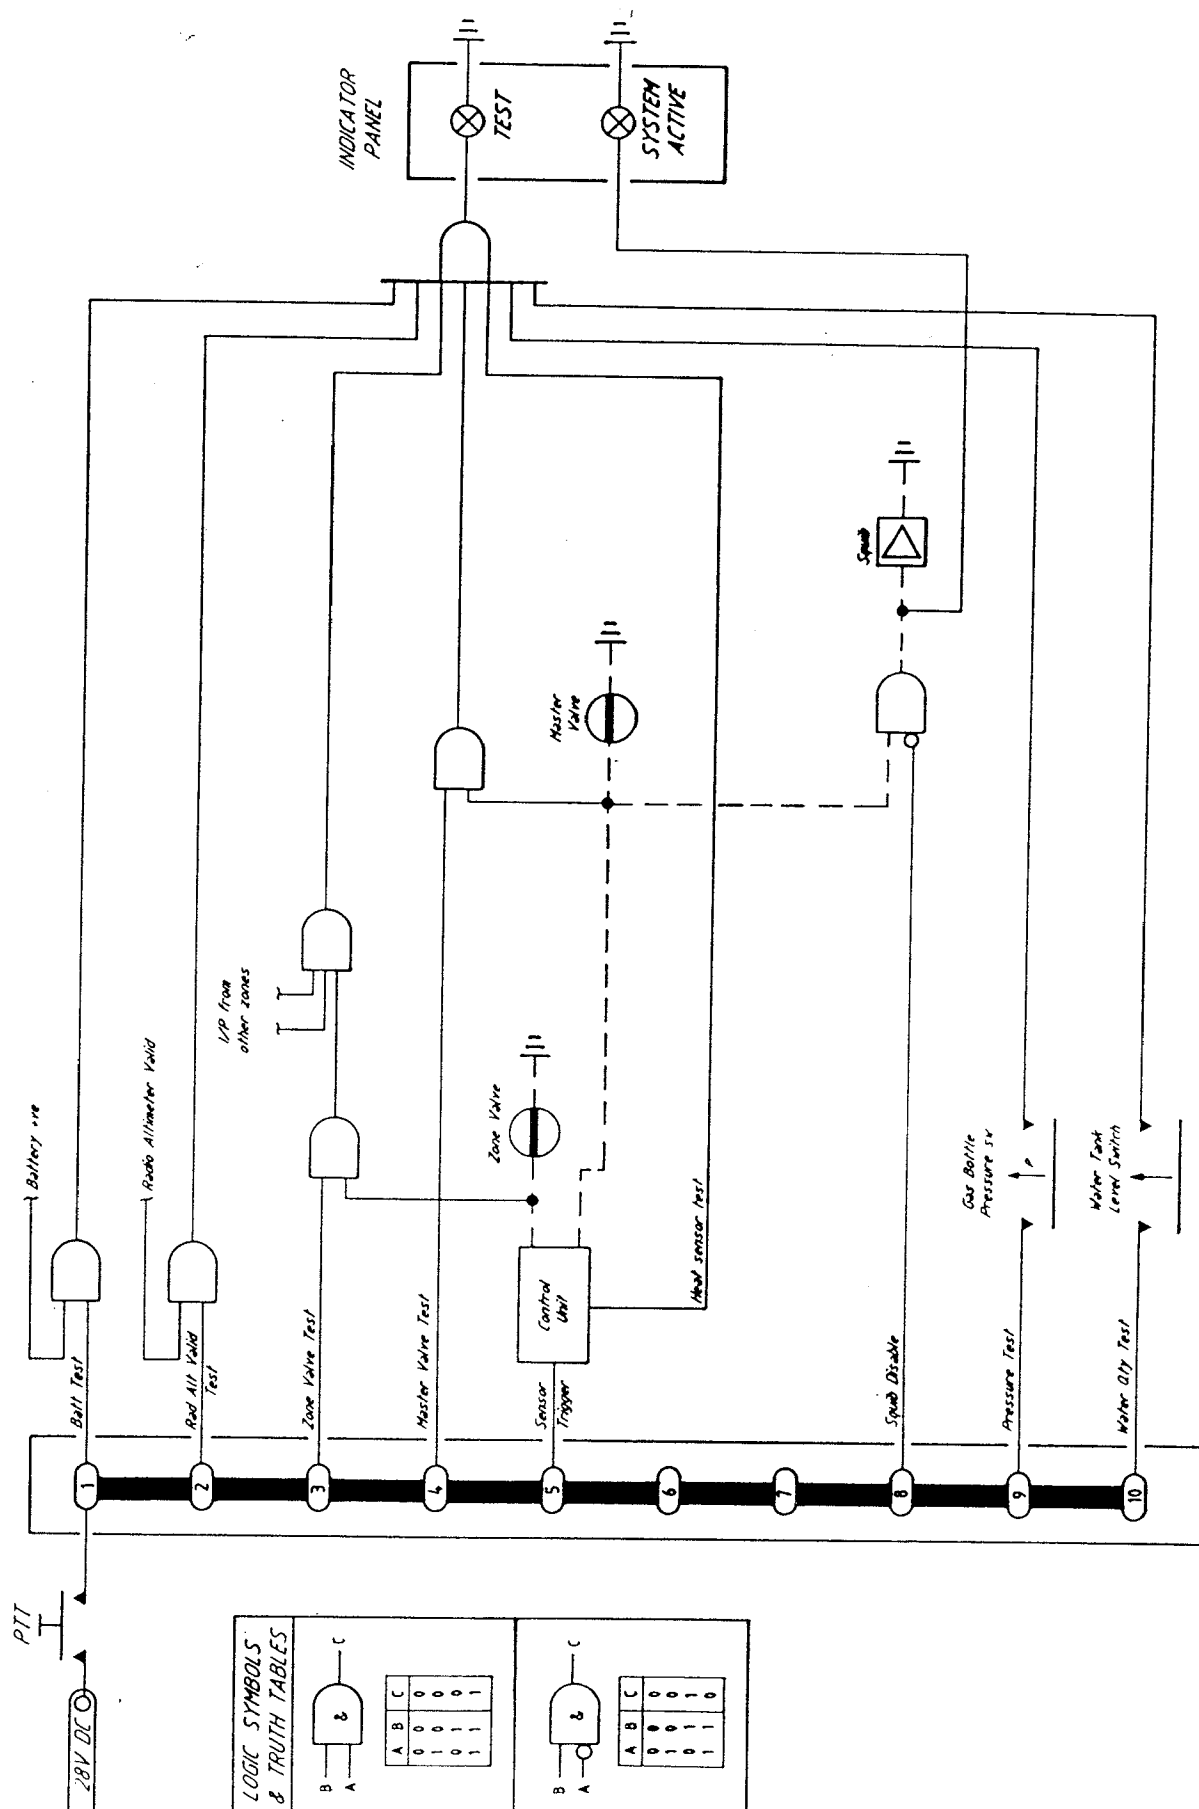 INDICATOR
PANEL
TEST
SYSTEM
ACTIVE
Squib
Master
Valve
I/P from
other zones
Battery +ve
Radio Altimeter Valid
Zone Valve
Gas Bottle
Pressure sw
P
Water Tank
Level Switch
Control
Unit
Heat sensor test
Batt Test
Rad Alt Valid
Test
Zone Valve Test
Master Valve Test
Sensor
Trigger
Squib Disable
Pressure Test
Water Qty Test
1
2
3
4
5
6
7
8
9
10
PTT
28V DC
LOGIC SYMBOLS
& TRUTH TABLES
B
A
&
C
A B C
0 0 0
1 0 0
0 1 0
1 1 1
B
A
&
C
A B C
0 0 0
1 0 0
0 1 1
1 1 0